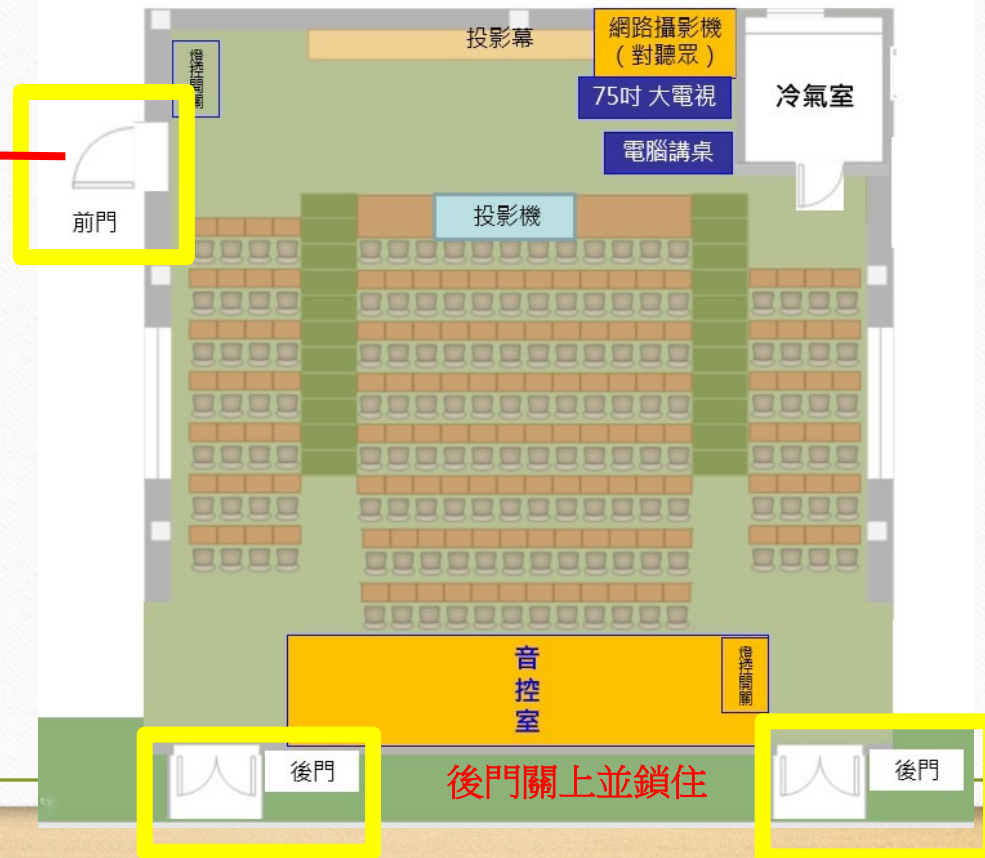 投影幕
網路攝影機
（對聽眾）
燈控開關
75吋 大電視
冷氣室
電腦講桌
前門
投影機
音控室
燈控開關
後門
後門關上並鎖住
後門
ty